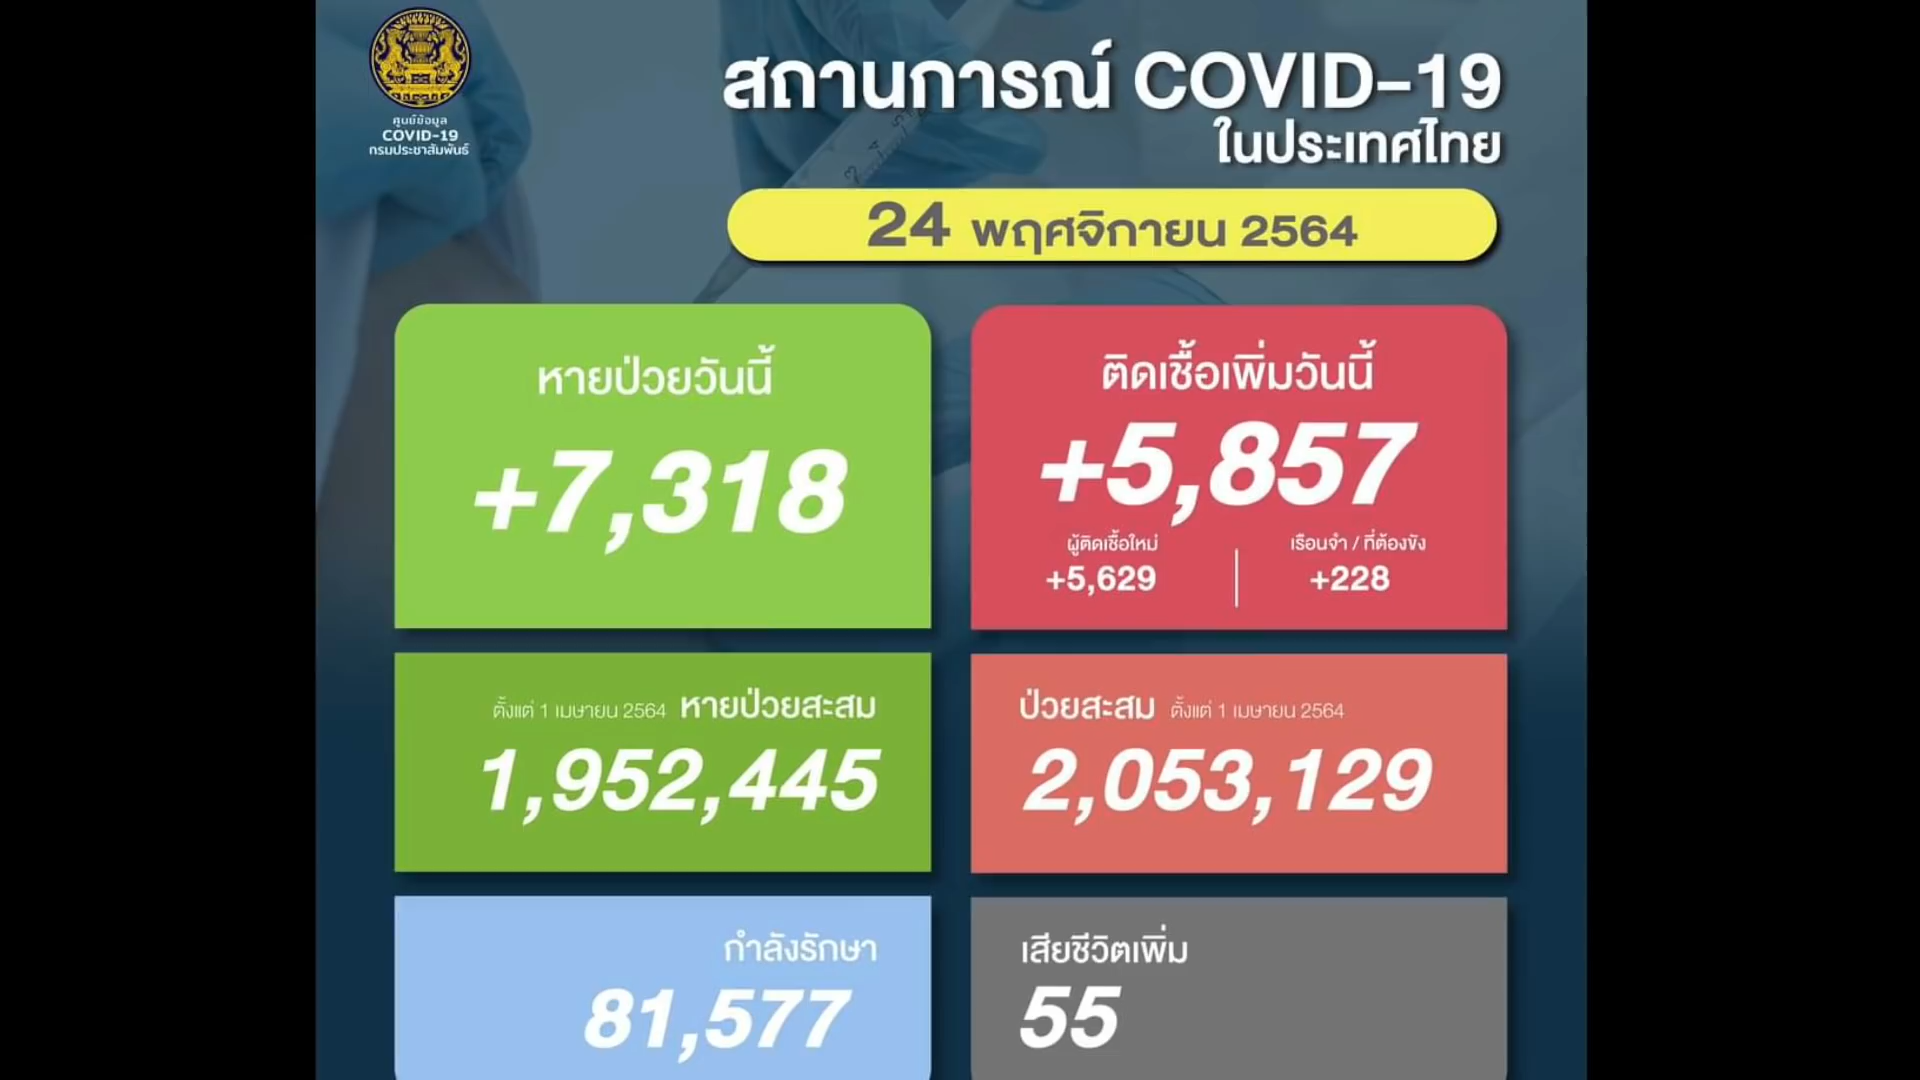 ศูนย์ข้อมูล
COVID-19
กรมประชาสัมพันธ์
สถานการณ์ COVID-19
ในประเทศไทย
24 พฤศจิกายน 2564
หายป่วยวันนี้
+7,318
ติดเชื้อเพิ่มวันนี้
+5,857
ผู้ติดเชื้อใหม่
+5,629
เรือนจำ / ที่ต้องขัง
+228
ตั้งแต่ 1 เมษายน 2564 หายป่วยสะสม
1,952,445
ป่วยสะสม ตั้งแต่ 1 เมษายน 2564
2,053,129
กำลังรักษา
81,577
เสียชีวิตเพิ่ม
55